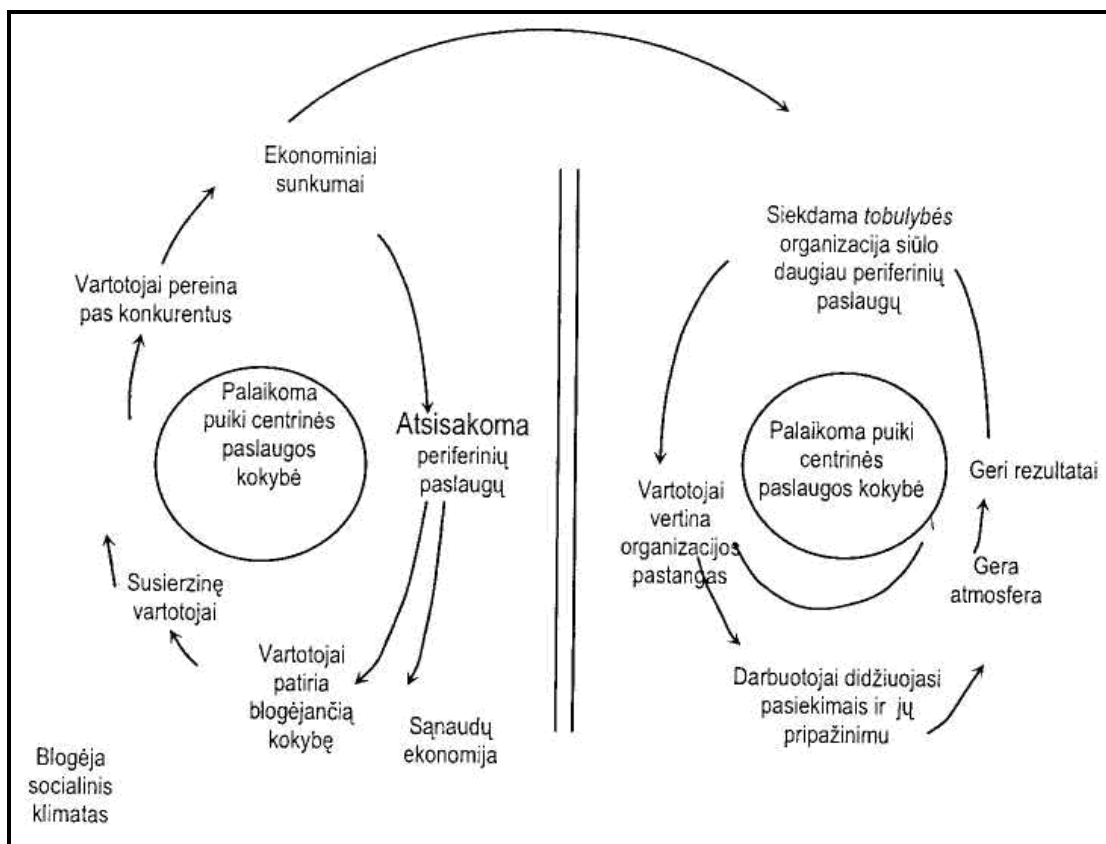 Ekonominiai
sunkumai
Vartotojai pereina
pas konkurentus
Palaikoma
puiki centrinės
paslaugos
kokybė
Atsisakoma
periferinių
paslaugų
Susierzinę
vartotojai
Vartotojai
patiria
blogėjančią
kokybę
Sąnaudų
ekonomija
Blogėja
socialinis
klimatas
Siekdama tobulybės
organizacija siūlo
daugiau periferinių
paslaugų
Palaikoma puiki
centrinės
paslaugos kokybė
Geri rezultatai
Vartotojai
vertina
organizacijos
pastangas
Gera
atmosfera
Darbuotojai didžiuojasi
pasiekimais ir jų
pripažinimu